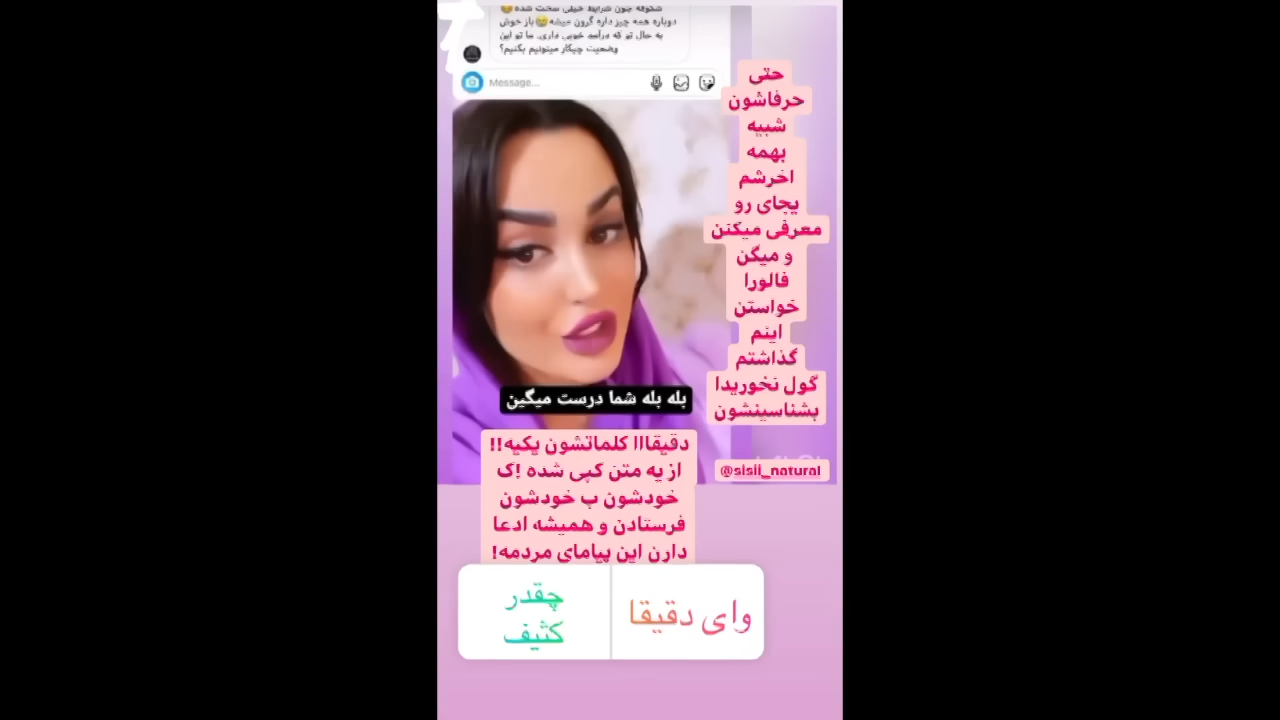 شکوفه جون شرایط خیلی سخت شده
دوباره همه چیز داره گرون میشه باز خوش
به حال تو که درآمد خوبی داری. ما تو این
وضعیت چیکار میتونیم بکنیم؟
Message...
حتی
حرفاشون
شبیه
بهمه
اخرشم
یجای رو
معرفی میکنن
و میگن
فالورا
خواستن
اینم
گذاشتم
گول نخوریدا
بشناسینشون
@sisii_natural
بله بله شما درست میگین
دقیقااا کلماتشون یکیه!!
از یه متن کپی شده !ک
خودشون ب خودشون
فرستادن و همیشه ادعا
دارن این پیامای مردمه!
وای دقیقا
چقدر
کثیف